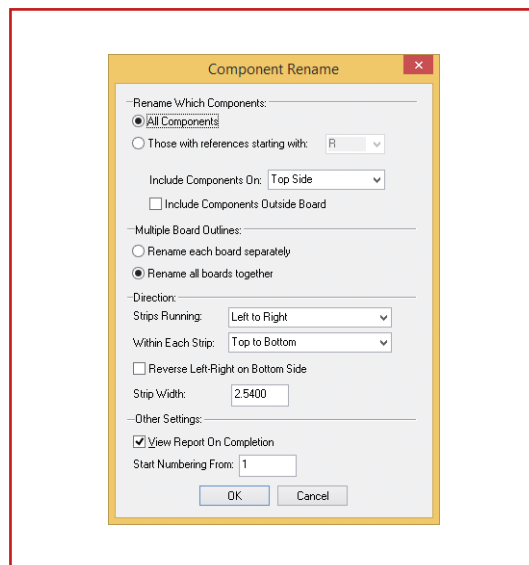 Component Rename
Rename Which Components:
All Components
Those with references starting with: R
Include Components On: Top Side
Include Components Outside Board
Multiple Board Outlines:
Rename each board separately
Rename all boards together
Direction:
Strips Running: Left to Right
Within Each Strip: Top to Bottom
Reverse Left-Right on Bottom Side
Strip Width: 2.5400
Other Settings:
View Report On Completion
Start Numbering From: 1
OK Cancel